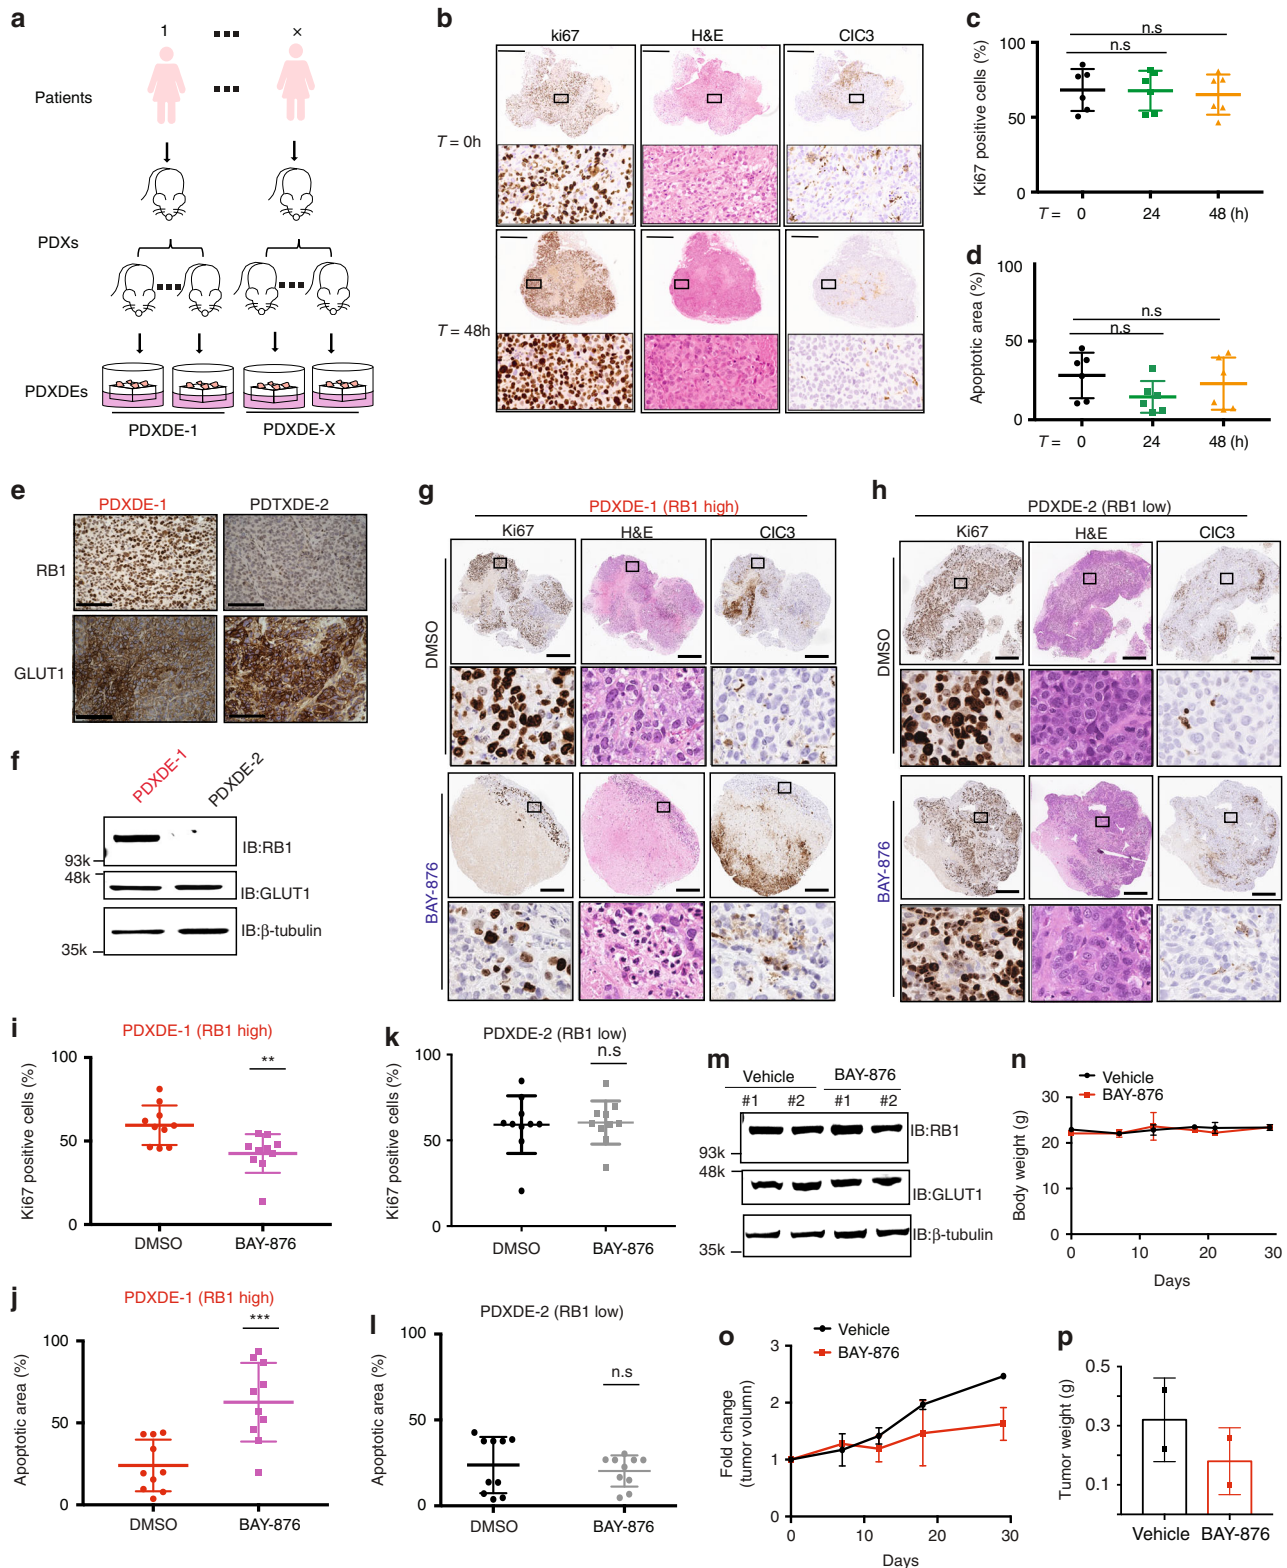 a
1
×
Patients
PDXs
PDXDEs
PDXDE-1
PDXDE-X
b
ki67
H&E
CIC3
T = 0h
T = 48h
c
n.s
n.s
100
50
0
Ki67 positive cells (%)
T =
0
24
48 (h)
d
100
50
0
Apoptotic area (%)
n.s
n.s
T =
0
24
48 (h)
e
PDXDE-1
PDTXDE-2
RB1
GLUT1
f
PDXDE-1
PDXDE-2
93k
48k
35k
IB:RB1
IB:GLUT1
IB:β-tubulin
g
PDXDE-1 (RB1 high)
Ki67
H&E
CIC3
DMSO
BAY-876
h
PDXDE-2 (RB1 low)
Ki67
H&E
CIC3
DMSO
BAY-876
i
PDXDE-1 (RB1 high)
**
100
50
0
Ki67 positive cells (%)
DMSO
BAY-876
j
PDXDE-1 (RB1 high)
***
100
50
0
Apoptotic area (%)
DMSO
BAY-876
k
PDXDE-2 (RB1 low)
n.s
100
50
0
Ki67 positive cells (%)
DMSO
BAY-876
l
PDXDE-2 (RB1 low)
n.s
100
50
0
Apoptotic area (%)
DMSO
BAY-876
m
Vehicle
BAY-876
#1
#2
#1
#2
93k
48k
35k
IB:RB1
IB:GLUT1
IB:β-tubulin
n
Vehicle
BAY-876
30
20
10
0
Body weight (g)
0
10
20
30
Days
o
Vehicle
BAY-876
3
2
1
0
Fold change
(tumor volumn)
0
10
20
30
Days
p
0.5
0.3
0.1
Tumor weight (g)
Vehicle
BAY-876